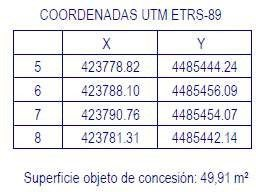 COORDENADAS UTM ETRS-89
X Y
5 423778.82 4485444.24
6 423788.10 4485456.09
7 423790.76 4485454.07
8 423781.31 4485442.14
Superficie objeto de concesión: 49,91 m²